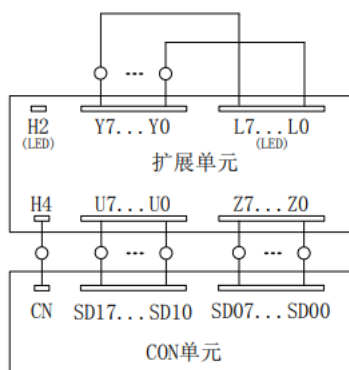 H2 Y7...Y0 L7...L0
(LED) (LED)
扩展单元
H4 U7...U0 Z7...Z0
CN SD17...SD10 SD07...SD00
CON单元